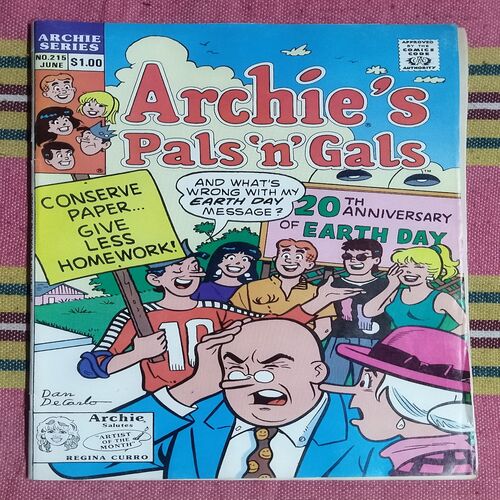 ARCHIE
SERIES
NO.215
JUNE
$1.00
APPROVED
BY THE
COMICS
CODE
AUTHORITY
Archie's
Pals 'n' Gals
CONSERVE
PAPER...
GIVE
LESS
HOMEWORK!
AND WHAT'S
WRONG WITH MY
EARTH DAY
MESSAGE?
20TH
ANNIVERSARY
OF EARTH DAY
10
Dan
DeCarlo
Archie
Salutes
"ARTIST
OF THE
MONTH"
REGINA CURRO